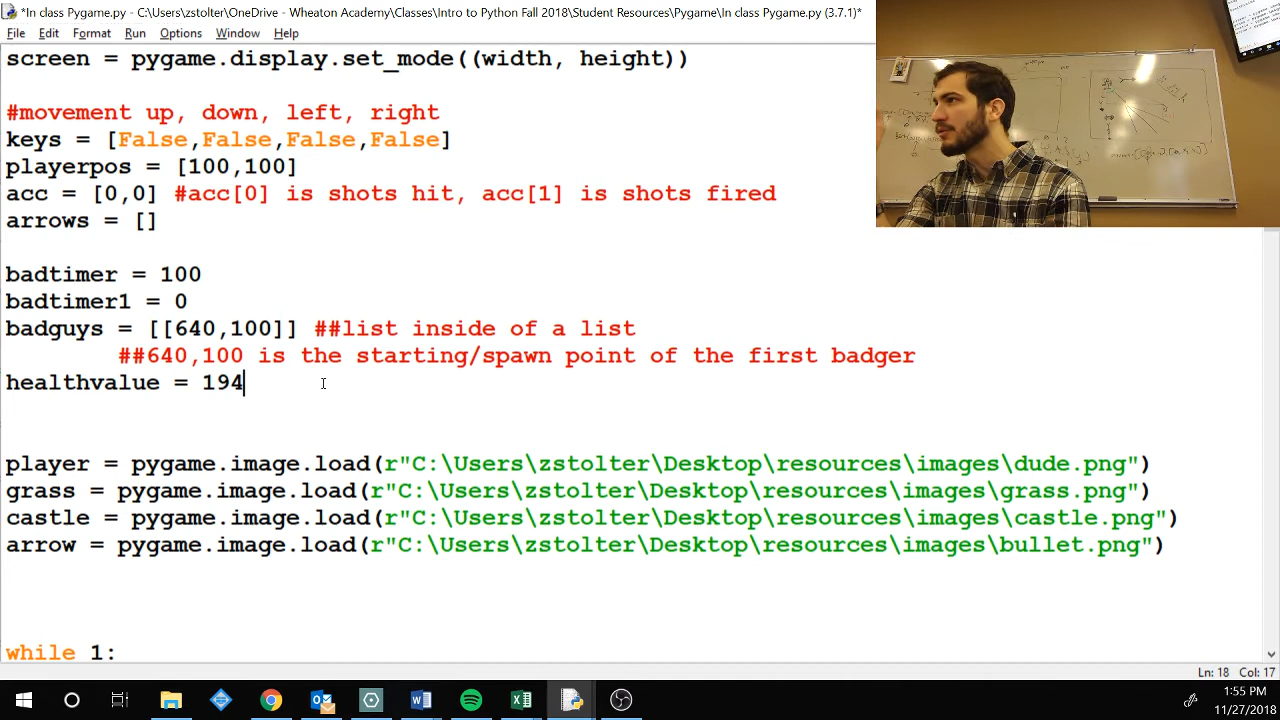 *In class Pygame.py - C:\Users\zstolter\OneDrive - Wheaton Academy\Classes\Intro to Python Fall 2018\Student Resources\Pygame\In class Pygame.py (3.7.1)*
File Edit Format Run Options Window Help
screen = pygame.display.set_mode((width, height))
#movement up, down, left, right
keys = [False,False,False,False]
playerpos = [100,100]
acc = [0,0] #acc[0] is shots hit, acc[1] is shots fired
arrows = []
badtimer = 100
badtimer1 = 0
badguys = [[640,100]] ##list inside of a list
##640,100 is the starting/spawn point of the first badger
healthvalue = 194
player = pygame.image.load(r"C:\Users\zstolter\Desktop\resources\images\dude.png")
grass = pygame.image.load(r"C:\Users\zstolter\Desktop\resources\images\grass.png")
castle = pygame.image.load(r"C:\Users\zstolter\Desktop\resources\images\castle.png")
arrow = pygame.image.load(r"C:\Users\zstolter\Desktop\resources\images\bullet.png")
while 1:
Ln: 18 Col: 17
1:55 PM
11/27/2018